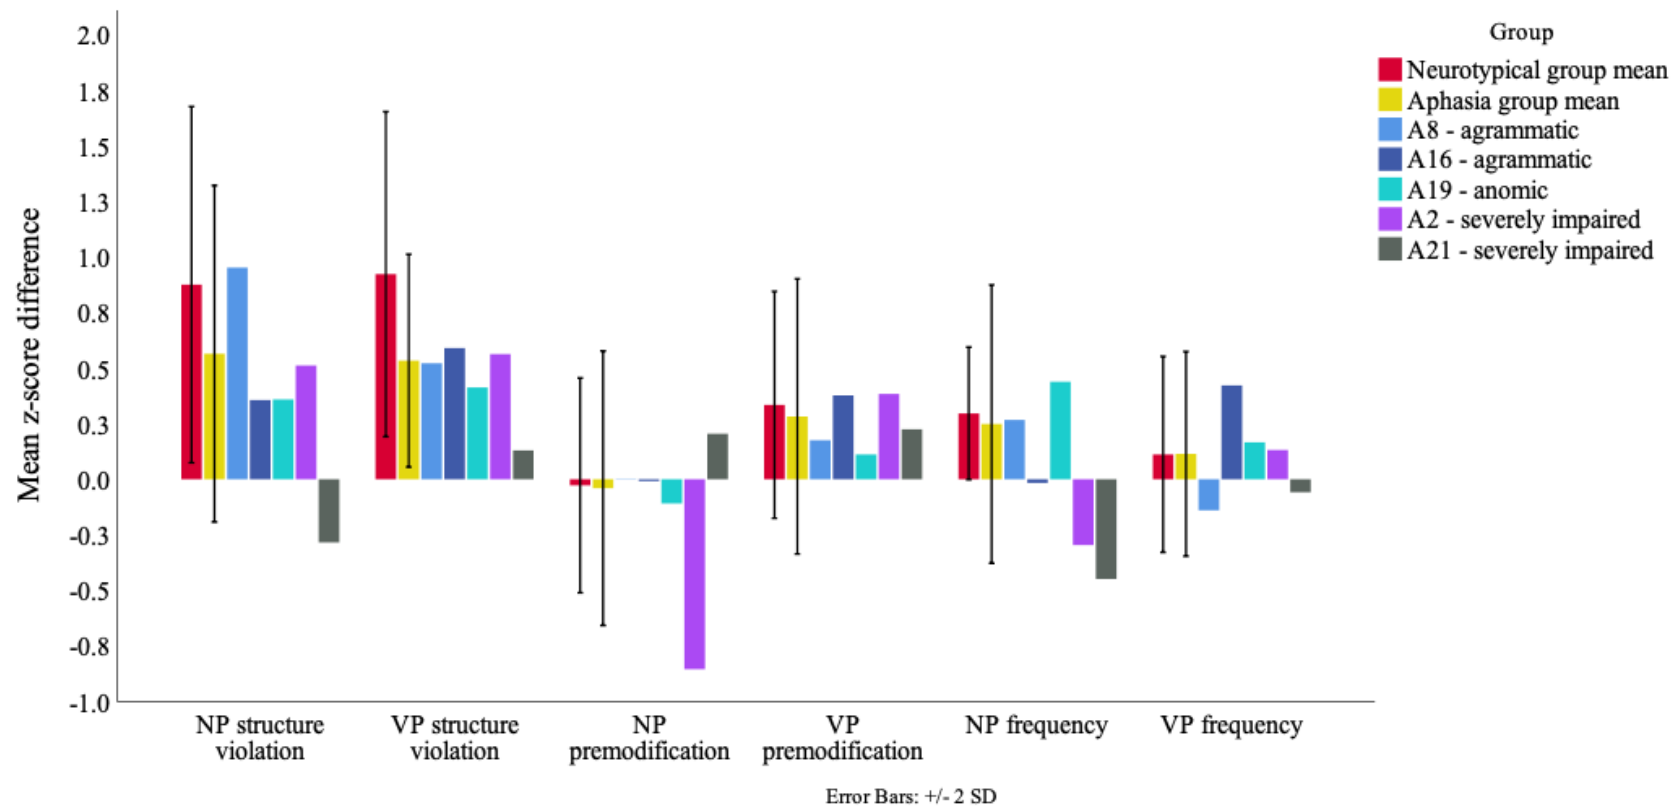 Group
Neurotypical group mean
Aphasia group mean
A8 - agrammatic
A16 - agrammatic
A19 - anomic
A2 - severely impaired
A21 - severely impaired
Mean z-score difference
2.0
1.8
1.5
1.3
1.0
0.8
0.5
0.3
0.0
-0.3
-0.5
-0.8
-1.0
NP structure
violation
VP structure
violation
NP
premodification
VP
premodification
NP frequency
VP frequency
Error Bars: +/- 2 SD